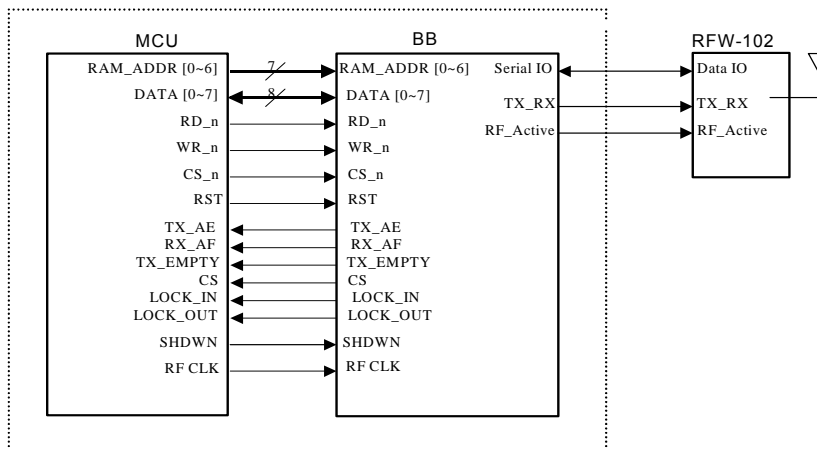 MCU BB RFW-102
RAM_ADDR [0~6] 7 RAM_ADDR [0~6] Serial IO Data IO
DATA [0~7] 8 DATA [0~7]
TX_RX TX_RX
RD_n RD_n
RF_Active RF_Active
WR_n WR_n
CS_n CS_n
RST RST
TX_AE TX_AE
RX_AF RX_AF
TX_EMPTY TX_EMPTY
CS CS
LOCK_IN LOCK_IN
LOCK_OUT LOCK_OUT
SHDWN SHDWN
RF CLK RF CLK